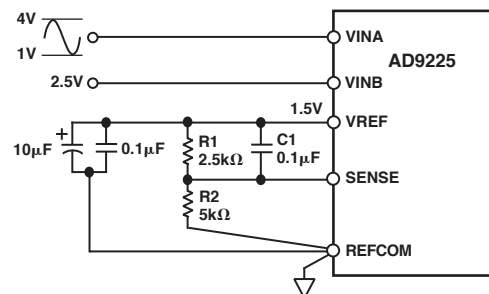 4V
1V
VINA
AD9225
2.5V
VINB
1.5V
VREF
10μF
+
0.1μF
R1
2.5kΩ
C1
0.1μF
SENSE
R2
5kΩ
REFCOM